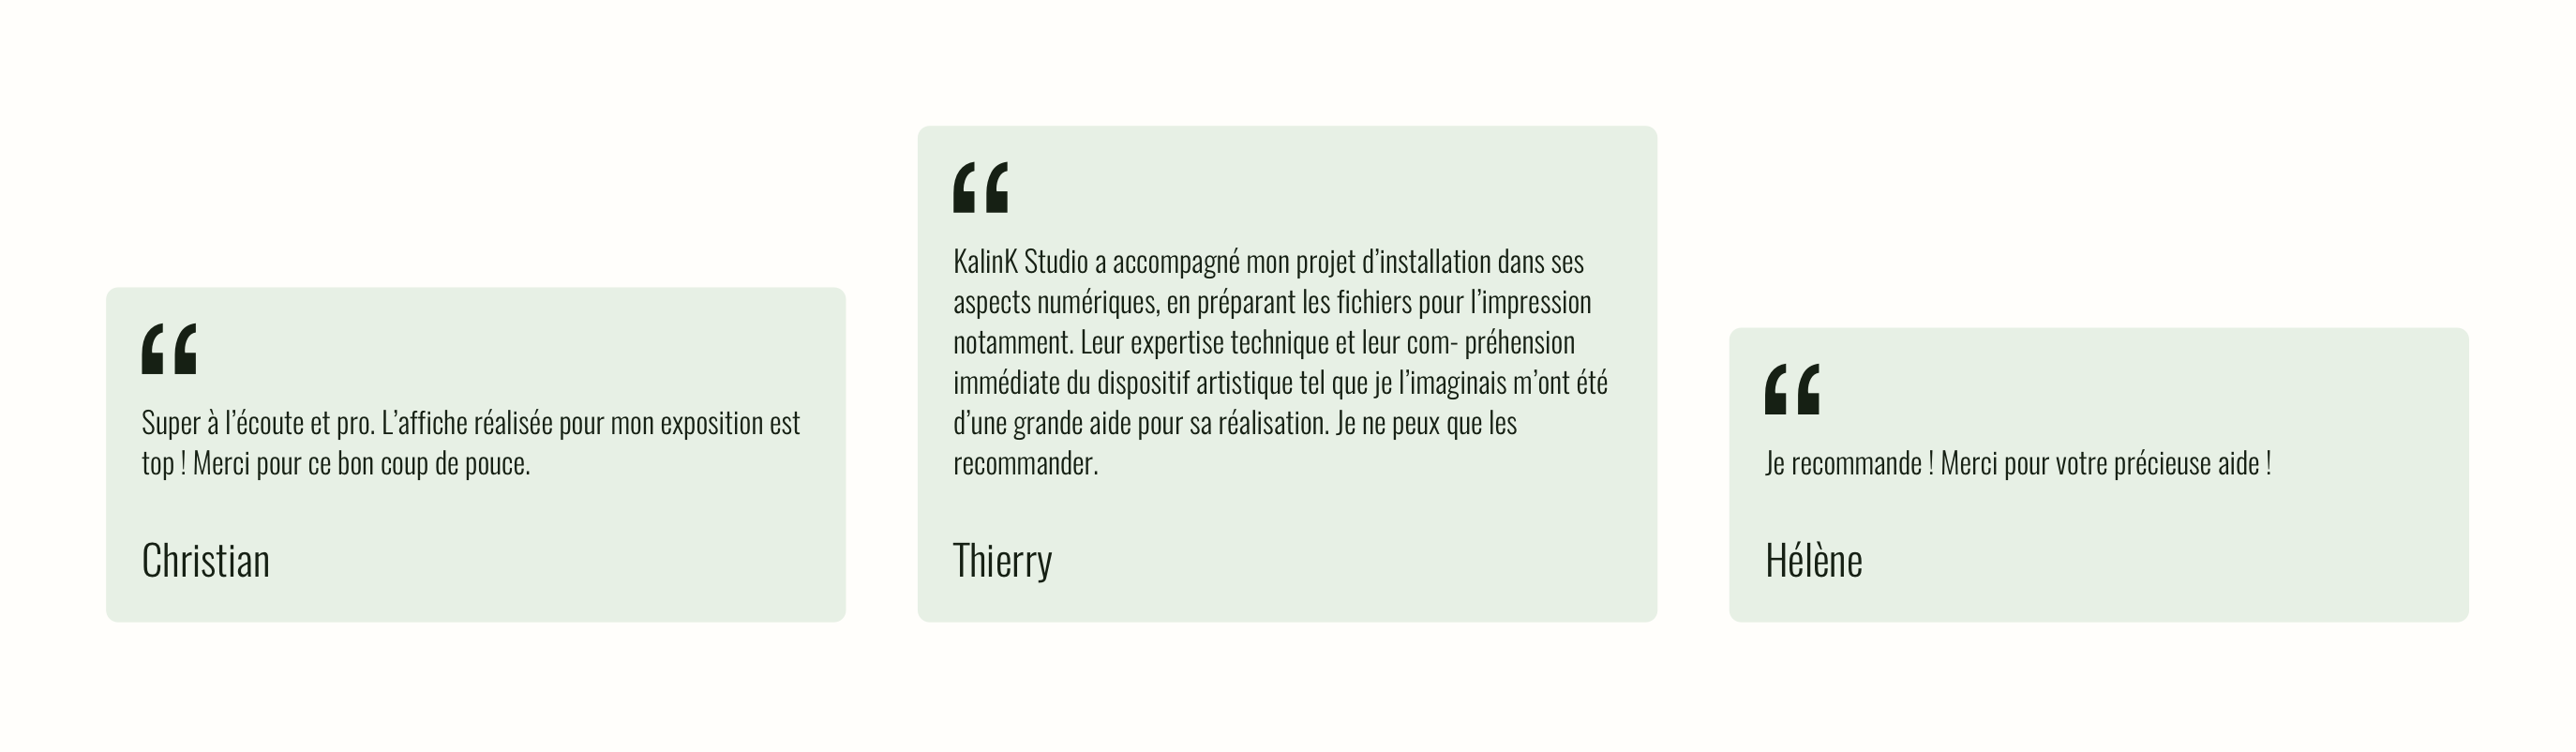 “
Super à l’écoute et pro. L’affiche réalisée pour mon exposition est
top ! Merci pour ce bon coup de pouce.
Christian
“
KalinK Studio a accompagné mon projet d’installation dans ses
aspects numériques, en préparant les fichiers pour l’impression
notamment. Leur expertise technique et leur com- préhension
immédiate du dispositif artistique tel que je l’imaginais m’ont été
d’une grande aide pour sa réalisation. Je ne peux que les
recommander.
Thierry
“
Je recommande ! Merci pour votre précieuse aide !
Hélène